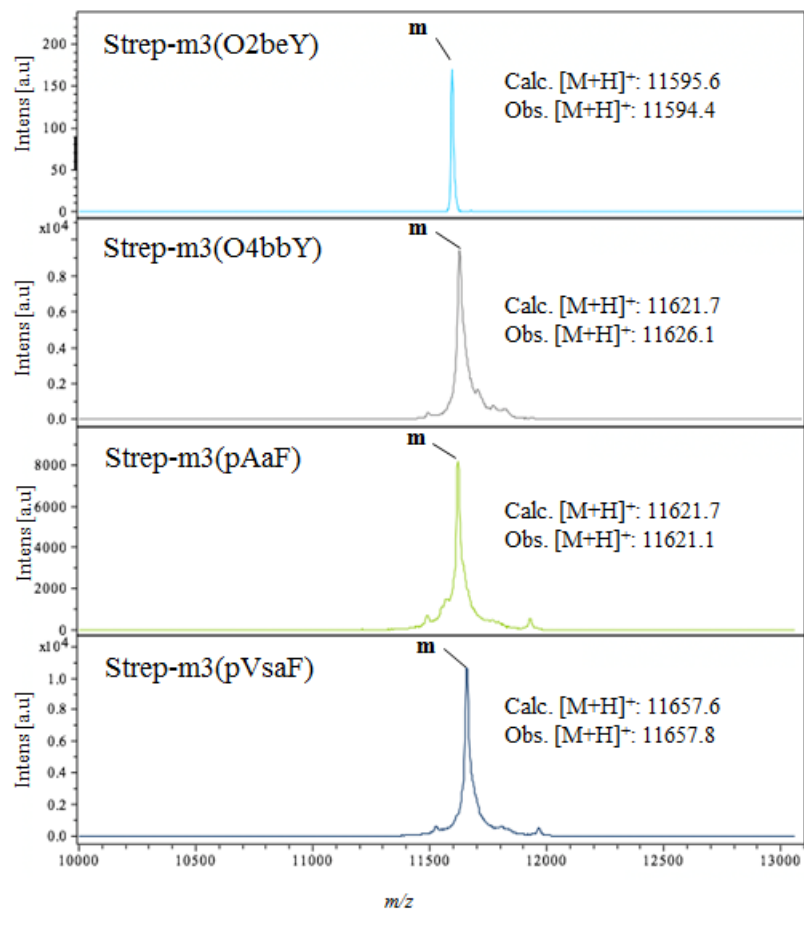 m
Strep-m3(O2beY)
Calc. [M+H]+: 11595.6
Obs. [M+H]+: 11594.4
Intens [a.u]
200
150
100
50
0
x10⁴
m
Strep-m3(O4bbY)
Calc. [M+H]+: 11621.7
Obs. [M+H]+: 11626.1
Intens [a.u]
0.8
0.6
0.4
0.2
0.0
m
Strep-m3(pAaF)
Calc. [M+H]+: 11621.7
Obs. [M+H]+: 11621.1
Intens [a.u]
8000
6000
4000
2000
0
x10⁴
m
Strep-m3(pVsaF)
Calc. [M+H]+: 11657.6
Obs. [M+H]+: 11657.8
Intens [a.u]
1.0
0.8
0.6
0.4
0.2
0.0
10000 10500 11000 11500 12000 12500 13000
m/z